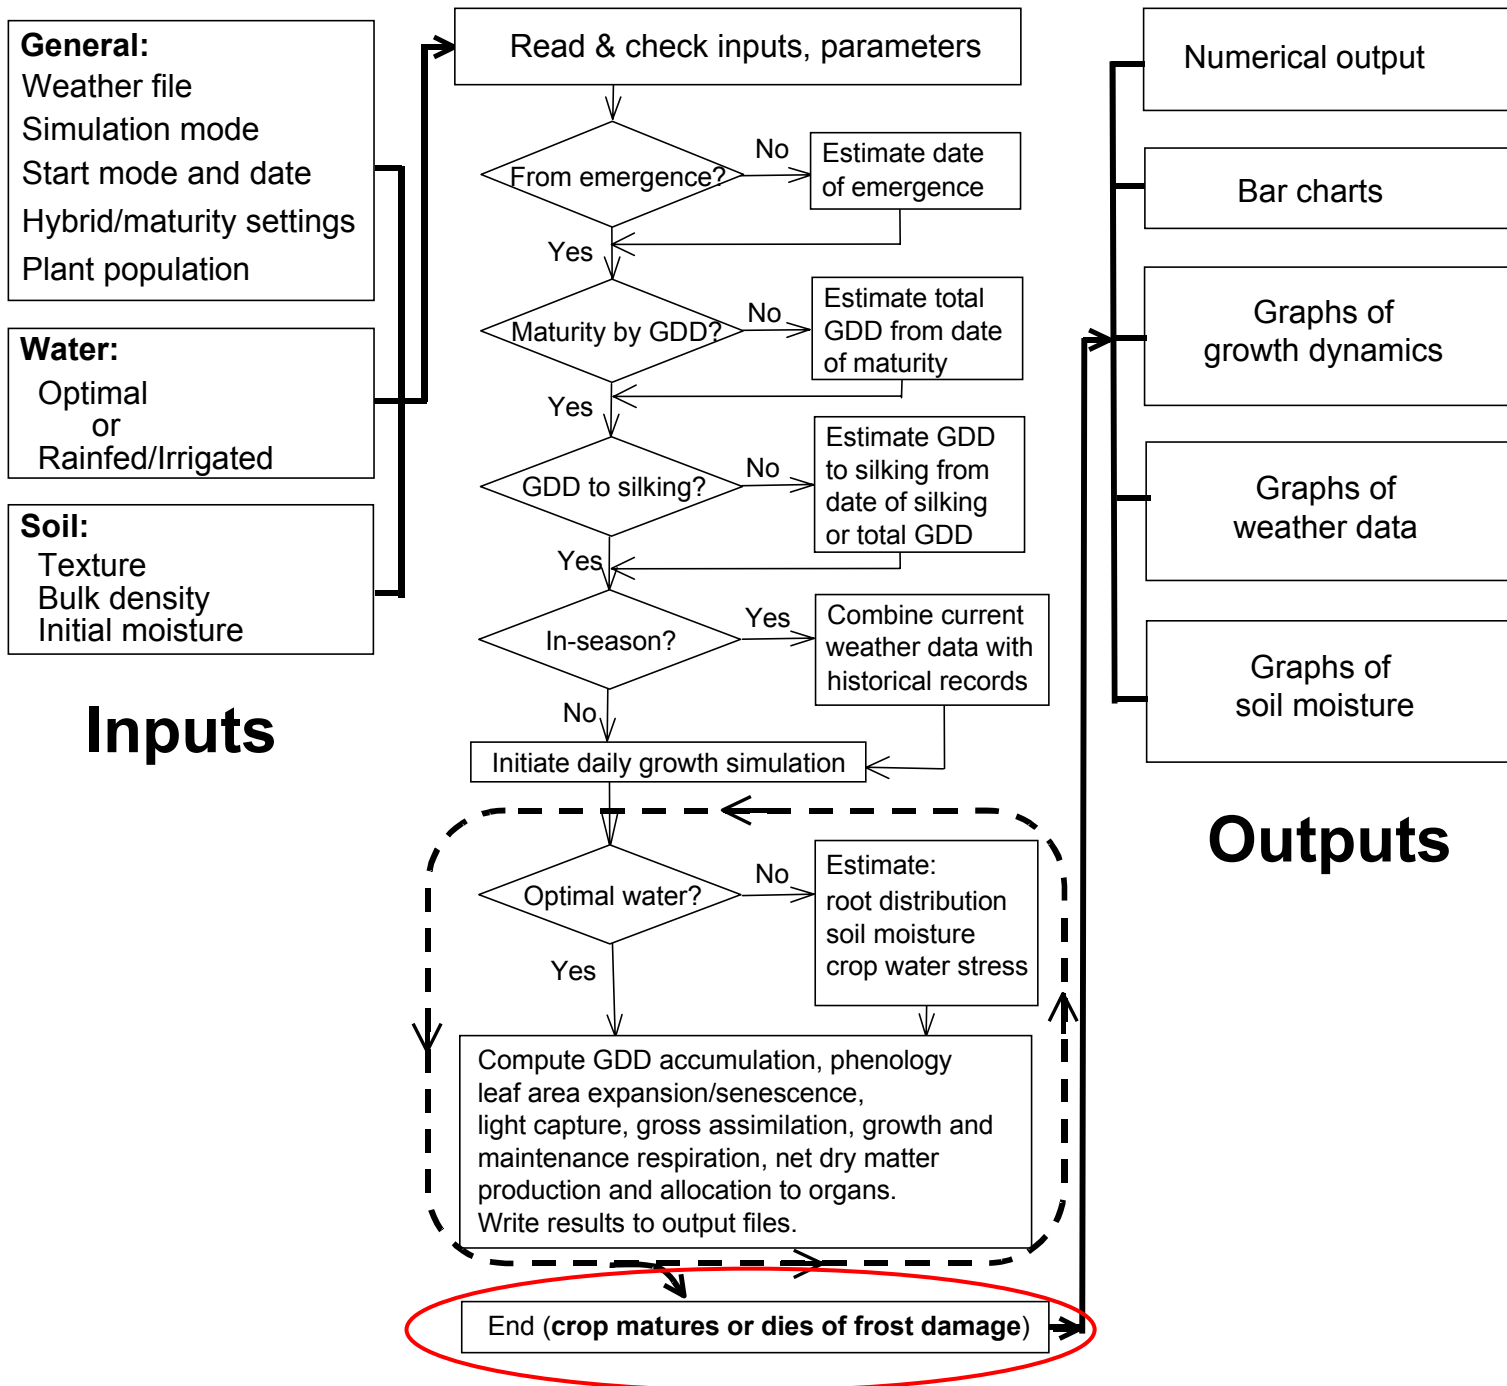 General:
Weather file
Simulation mode
Start mode and date
Hybrid/maturity settings
Plant population
Water:
Optimal
or
Rainfed/Irrigated
Soil:
Texture
Bulk density
Initial moisture
Inputs
Read & check inputs, parameters
From emergence?
No
Estimate date
of emergence
Yes
Maturity by GDD?
No
Estimate total
GDD from date
of maturity
Yes
GDD to silking?
No
Estimate GDD
to silking from
date of silking
or total GDD
Yes
In-season?
Yes
Combine current
weather data with
historical records
No
Initiate daily growth simulation
Optimal water?
No
Estimate:
root distribution
soil moisture
crop water stress
Yes
Compute GDD accumulation, phenology
leaf area expansion/senescence,
light capture, gross assimilation, growth and
maintenance respiration, net dry matter
production and allocation to organs.
Write results to output files.
End (crop matures or dies of frost damage)
Numerical output
Bar charts
Graphs of
growth dynamics
Graphs of
weather data
Graphs of
soil moisture
Outputs